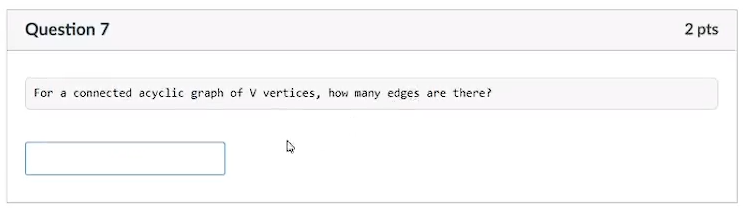 Question 7
2 pts
For a connected acyclic graph of V vertices, how many edges are there?